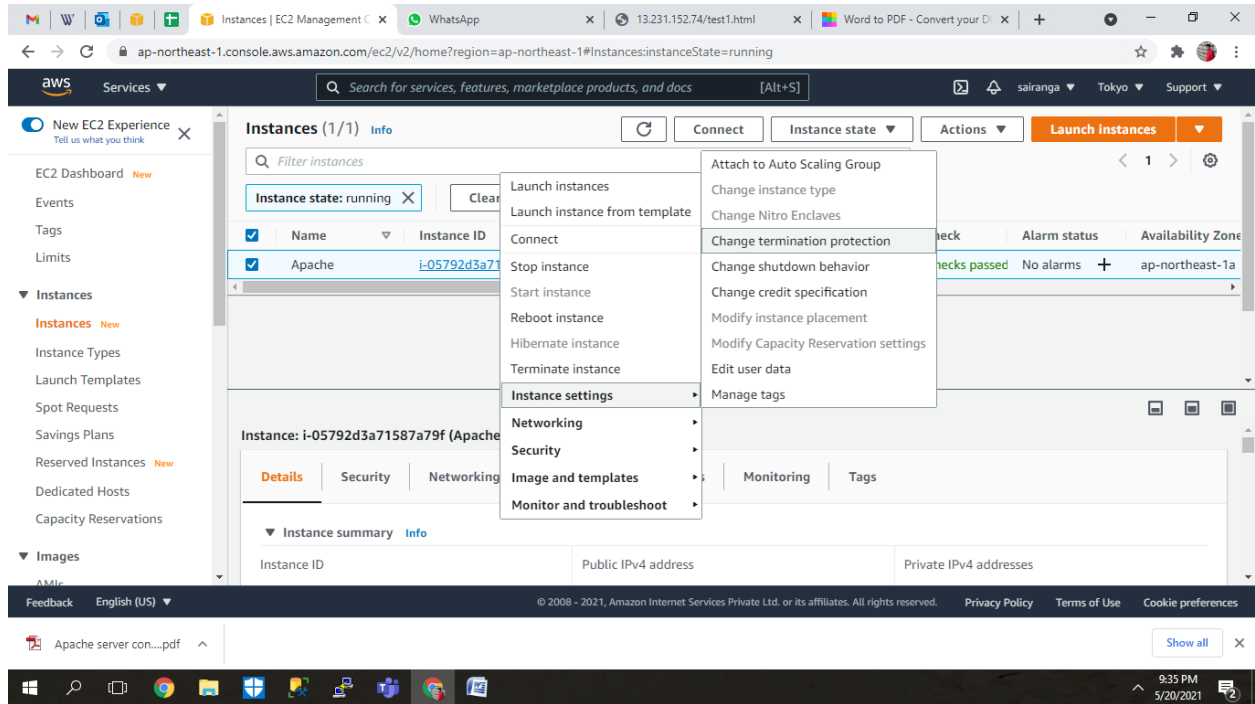 Instances | EC2 Management C
WhatsApp
13.231.152.74/test1.html
Word to PDF - Convert your D
ap-northeast-1.console.aws.amazon.com/ec2/v2/home?region=ap-northeast-1#Instances:instanceState=running
aws
Services ▼
Search for services, features, marketplace products, and docs
[Alt+S]
sairanga ▼
Tokyo ▼
Support ▼
New EC2 Experience
Tell us what you think
EC2 Dashboard New
Events
Tags
Limits
▼ Instances
Instances New
Instance Types
Launch Templates
Spot Requests
Savings Plans
Reserved Instances New
Dedicated Hosts
Capacity Reservations
▼ Images
AMIs
Instances (1/1) Info
Connect
Instance state ▼
Actions ▼
Launch instances
Filter instances
1
Instance state: running
Clear
Name
Instance ID
heck
Alarm status
Availability Zone
Apache
i-05792d3a71
hecks passed
No alarms +
ap-northeast-1a
Launch instances
Launch instance from template
Connect
Stop instance
Start instance
Reboot instance
Hibernate instance
Terminate instance
Instance settings
Networking
Security
Image and templates
Monitor and troubleshoot
Attach to Auto Scaling Group
Change instance type
Change Nitro Enclaves
Change termination protection
Change shutdown behavior
Change credit specification
Modify instance placement
Modify Capacity Reservation settings
Edit user data
Manage tags
Instance: i-05792d3a71587a79f (Apache
Details
Security
Networking
s
Monitoring
Tags
▼ Instance summary Info
Instance ID
Public IPv4 address
Private IPv4 addresses
Feedback
English (US) ▼
© 2008 - 2021, Amazon Internet Services Private Ltd. or its affiliates. All rights reserved.
Privacy Policy
Terms of Use
Cookie preferences
Apache server con....pdf
Show all
9:35 PM
5/20/2021
2